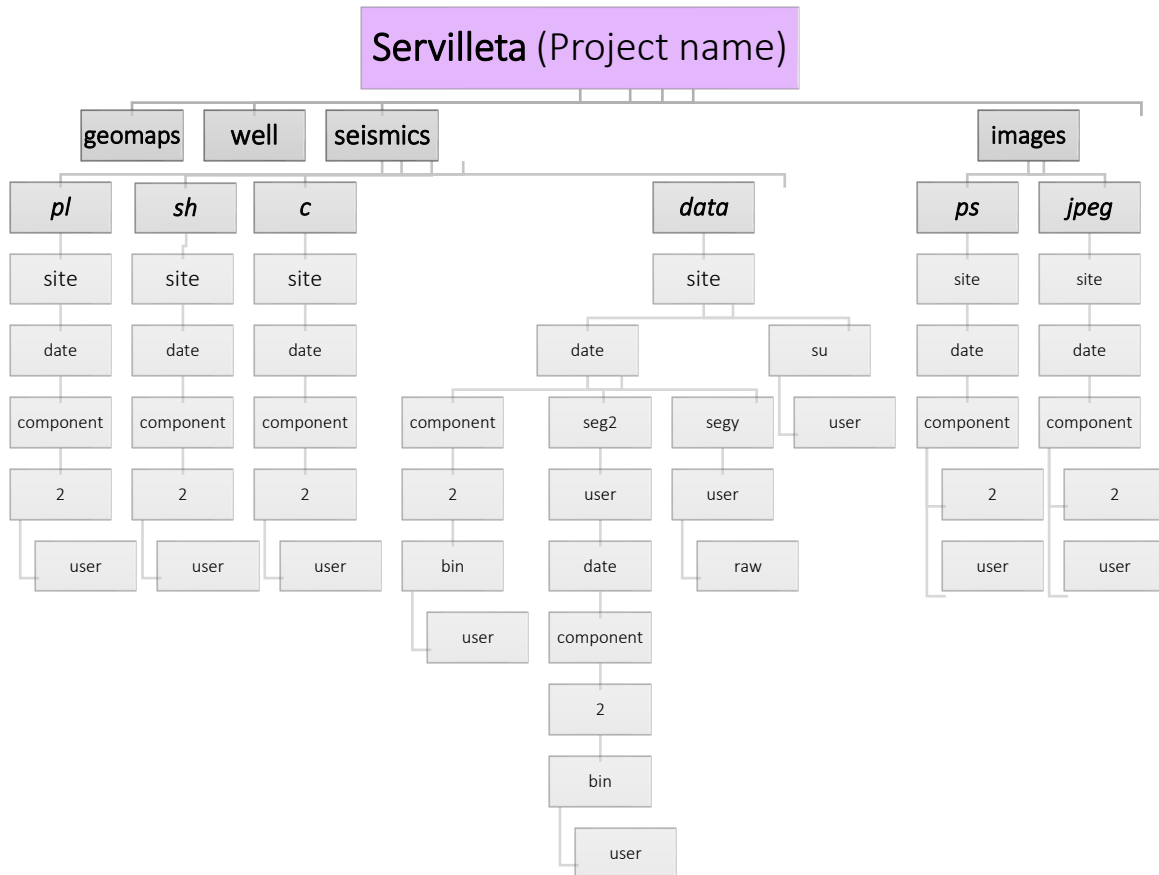 Servilleta (Project name)
geomaps well seismics images
pl sh c data ps jpeg
site site site site site site
date date date date su date date
component component component component seg2 segy user component component
2 2 2 2 user user 2 2
user user user bin date raw user user
user component
2
bin
user